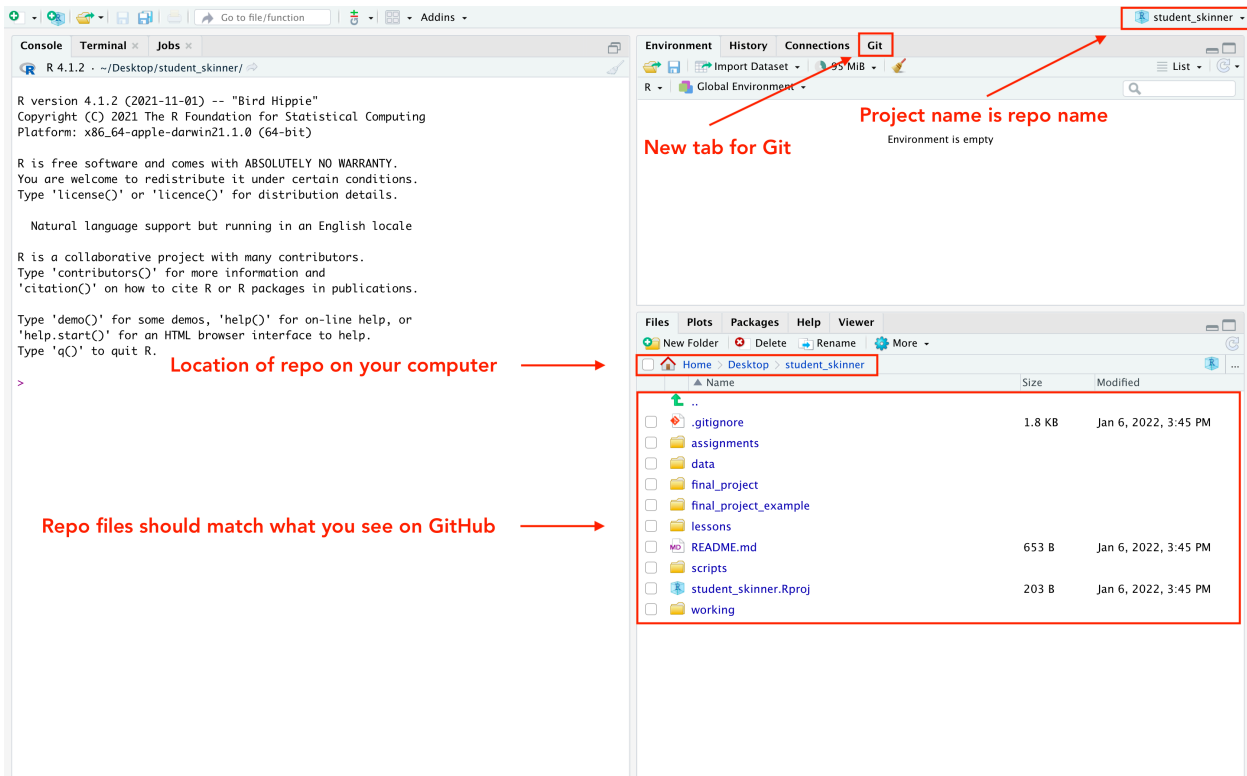 Go to file/function
Addins
student_skinner
Console Terminal Jobs
R 4.1.2 · ~/Desktop/student_skinner/
R version 4.1.2 (2021-11-01) -- "Bird Hippie"
Copyright (C) 2021 The R Foundation for Statistical Computing
Platform: x86_64-apple-darwin21.1.0 (64-bit)
R is free software and comes with ABSOLUTELY NO WARRANTY.
You are welcome to redistribute it under certain conditions.
Type 'license()' or 'licence()' for distribution details.
Natural language support but running in an English locale
R is a collaborative project with many contributors.
Type 'contributors()' for more information and
'citation()' on how to cite R or R packages in publications.
Type 'demo()' for some demos, 'help()' for on-line help, or
'help.start()' for an HTML browser interface to help.
Type 'q()' to quit R.
>
Location of repo on your computer
Repo files should match what you see on GitHub
Environment History Connections Git
Import Dataset 95 MiB List
R Global Environment
Project name is repo name
New tab for Git
Environment is empty
Files Plots Packages Help Viewer
New Folder Delete Rename More
Home > Desktop > student_skinner ...
Name Size Modified
..
.gitignore 1.8 KB Jan 6, 2022, 3:45 PM
assignments
data
final_project
final_project_example
lessons
MD README.md 653 B Jan 6, 2022, 3:45 PM
scripts
student_skinner.Rproj 203 B Jan 6, 2022, 3:45 PM
working